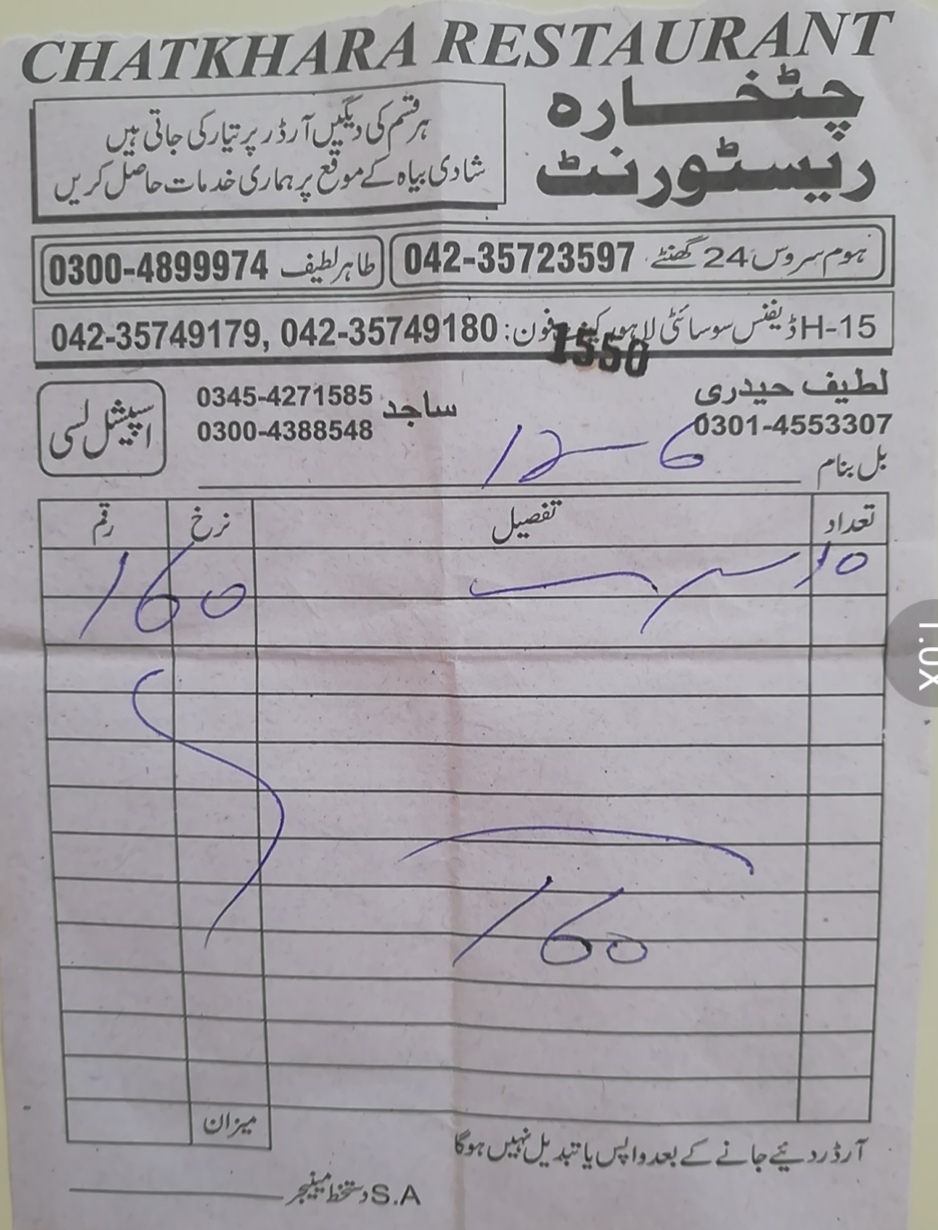 CHATKHARA RESTAURANT
چٹخارہ
ریسٹورنٹ
ہر قسم کی دیگیں آرڈر پر تیار کی جاتی ہیں
شادی بیاہ کے موقع پر ہماری خدمات حاصل کریں
ہوم سروس 24 گھنٹے 042-35723597
طاہر لطیف 0300-4899974
H-15 ڈیفنس سوسائٹی لاہور فون: 042-35749179, 042-35749180
1550
لطیف حیدری
0301-4553307
ساجد 0345-4271585
0300-4388548
اسپیشل لسی
بل بنام 12-6
تعداد تفصیل نرخ رقم
10 160
160
میزان
آرڈر دیئے جانے کے بعد واپس یا تبدیل نہیں ہوگا
S.A دستخط مینیجر
1.0x